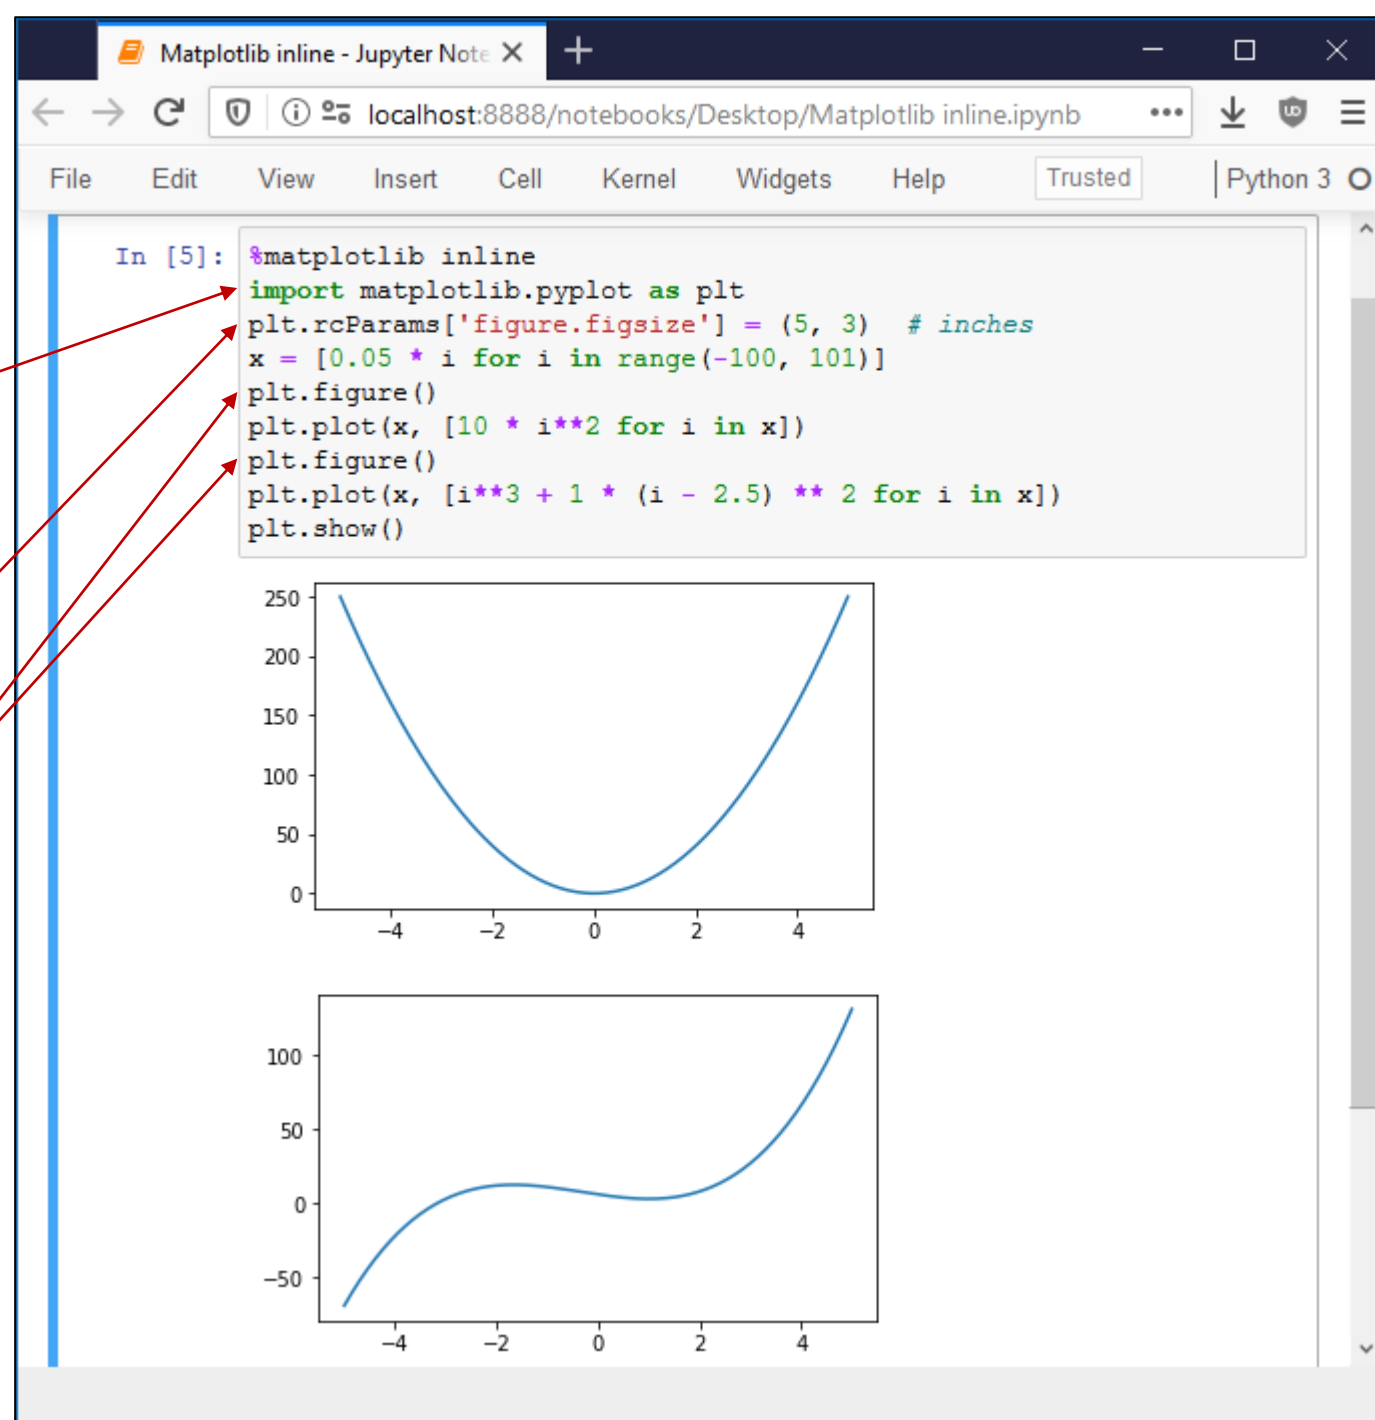 Matplotlib inline - Jupyter Note
localhost:8888/notebooks/Desktop/Matplotlib inline.ipynb
File Edit View Insert Cell Kernel Widgets Help Trusted Python 3
In [5]: %matplotlib inline
import matplotlib.pyplot as plt
plt.rcParams['figure.figsize'] = (5, 3)  # inches
x = [0.05 * i for i in range(-100, 101)]
plt.figure()
plt.plot(x, [10 * i**2 for i in x])
plt.figure()
plt.plot(x, [i**3 + 1 * (i - 2.5) ** 2 for i in x])
plt.show()
250
200
150
100
50
0
−4 −2 0 2 4
100
50
0
−50
−4 −2 0 2 4